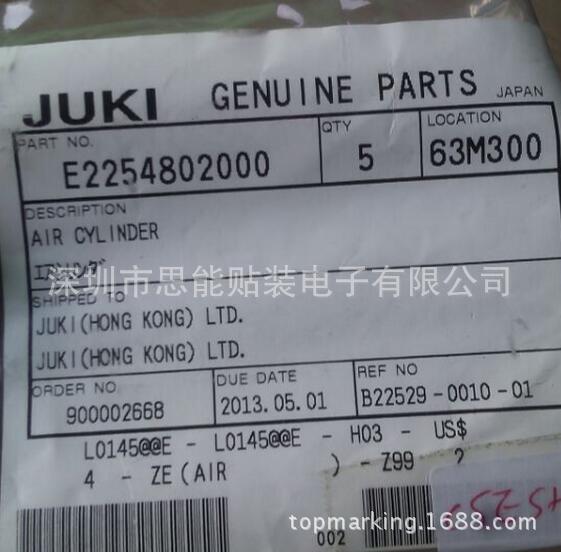 JUKI GENUINE PARTS JAPAN
PART NO. QTY LOCATION
E2254802000 5 63M300
DESCRIPTION
AIR CYLINDER
深圳市思能贴装电子有限公司
SHIPPED TO
JUKI(HONG KONG) LTD.
JUKI(HONG KONG) LTD.
ORDER NO DUE DATE REF NO
900002668 2013.05.01 B22529-0010-01
L0145@@E - L0145@@E - H03 - US$
4 - ZE(AIR ) - Z99 2
002
topmarking.1688.com